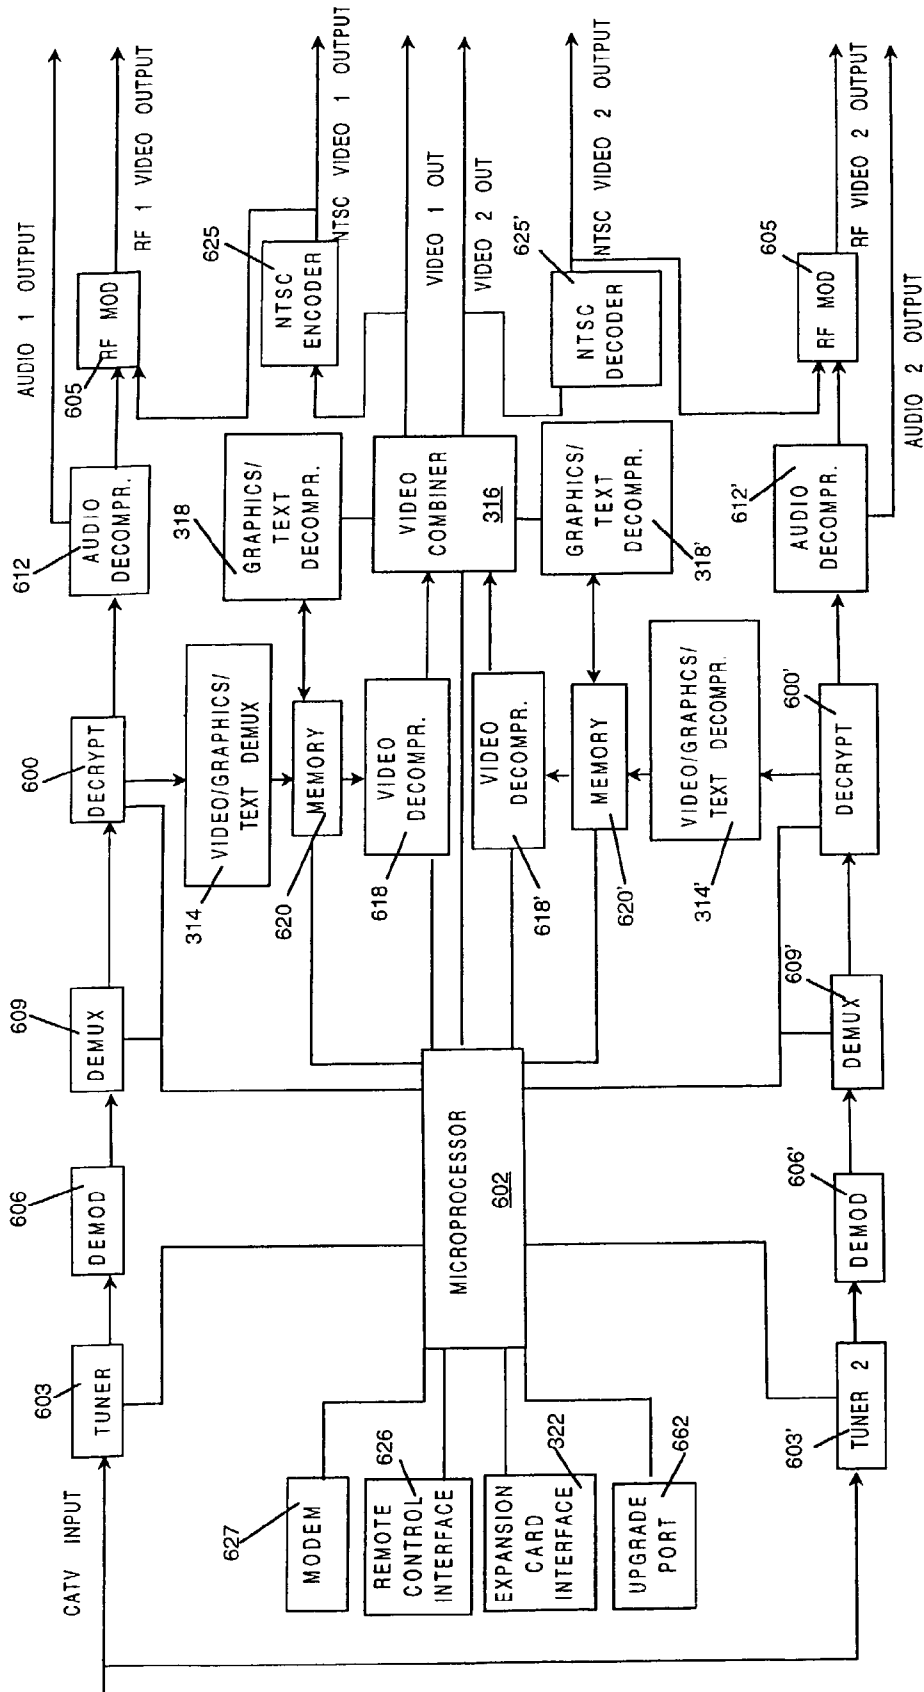 CATV INPUT
603
TUNER
606
DEMOD
609
DEMUX
600
DECRYPT
612
AUDIO
DECOMPR.
AUDIO 1 OUTPUT
605
RF MOD
RF 1 VIDEO OUTPUT
314
VIDEO/GRAPHICS/
TEXT DEMUX
318
GRAPHICS/
TEXT
DECOMPR.
625
NTSC
ENCODER
NTSC VIDEO 1 OUTPUT
620
MEMORY
627
MODEM
618
VIDEO
DECOMPR.
626
REMOTE
CONTROL
INTERFACE
MICROPROCESSOR
602
VIDEO
COMBINER
316
VIDEO 1 OUT
VIDEO 2 OUT
322
EXPANSION
CARD
INTERFACE
618'
VIDEO
DECOMPR.
662
UPGRADE
PORT
620'
MEMORY
318'
GRAPHICS/
TEXT
DECOMPR.
625'
NTSC
DECODER
NTSC VIDEO 2 OUTPUT
314'
VIDEO/GRAPHCS/
TEXT DECOMPR.
603'
TUNER 2
606'
DEMOD
609'
DEMUX
600'
DECRYPT
612'
AUDIO
DECOMPR.
605
RF MOD
RF VIDEO 2 OUTPUT
AUDIO 2 OUTPUT